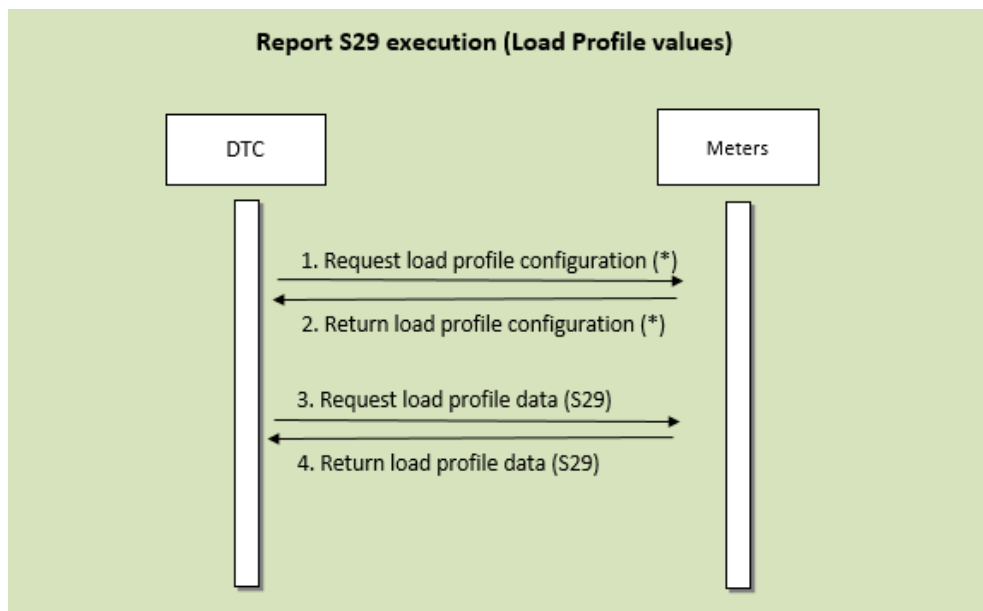 Report S29 execution (Load Profile values)
DTC
Meters
1. Request load profile configuration (*)
2. Return load profile configuration (*)
3. Request load profile data (S29)
4. Return load profile data (S29)